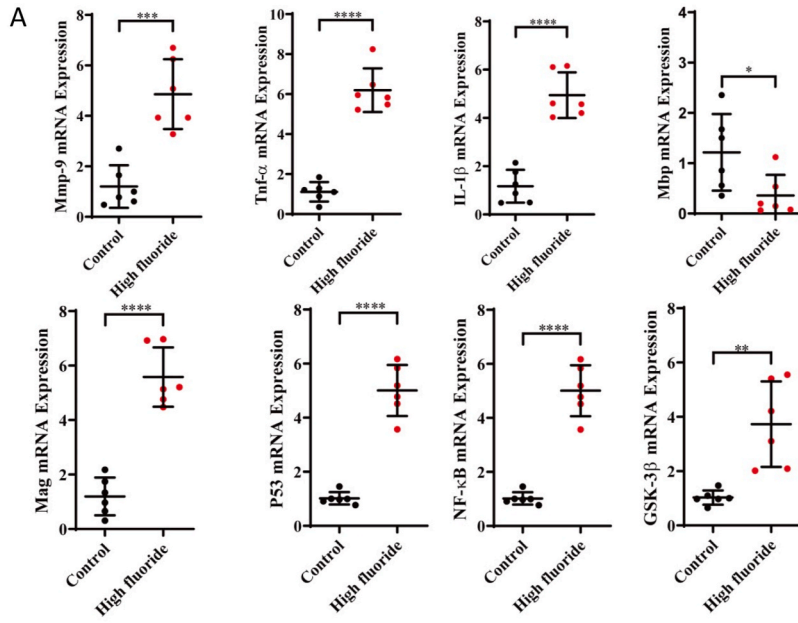 A
Mmp-9 mRNA Expression
8
6
4
2
0
***
Control
High fluoride
Tnf-α mRNA Expression
10
8
6
4
2
0
****
Control
High fluoride
IL-1β mRNA Expression
8
6
4
2
0
****
Control
High fluoride
Mbp mRNA Expression
4
3
2
1
0
*
Control
High fluoride
Mag mRNA Expression
8
6
4
2
0
****
Control
High fluoride
P53 mRNA Expression
8
6
4
2
0
****
Control
High fluoride
NF-κB mRNA Expression
8
6
4
2
0
****
Control
High fluoride
GSK-3β mRNA Expression
8
6
4
2
0
**
Control
High fluoride